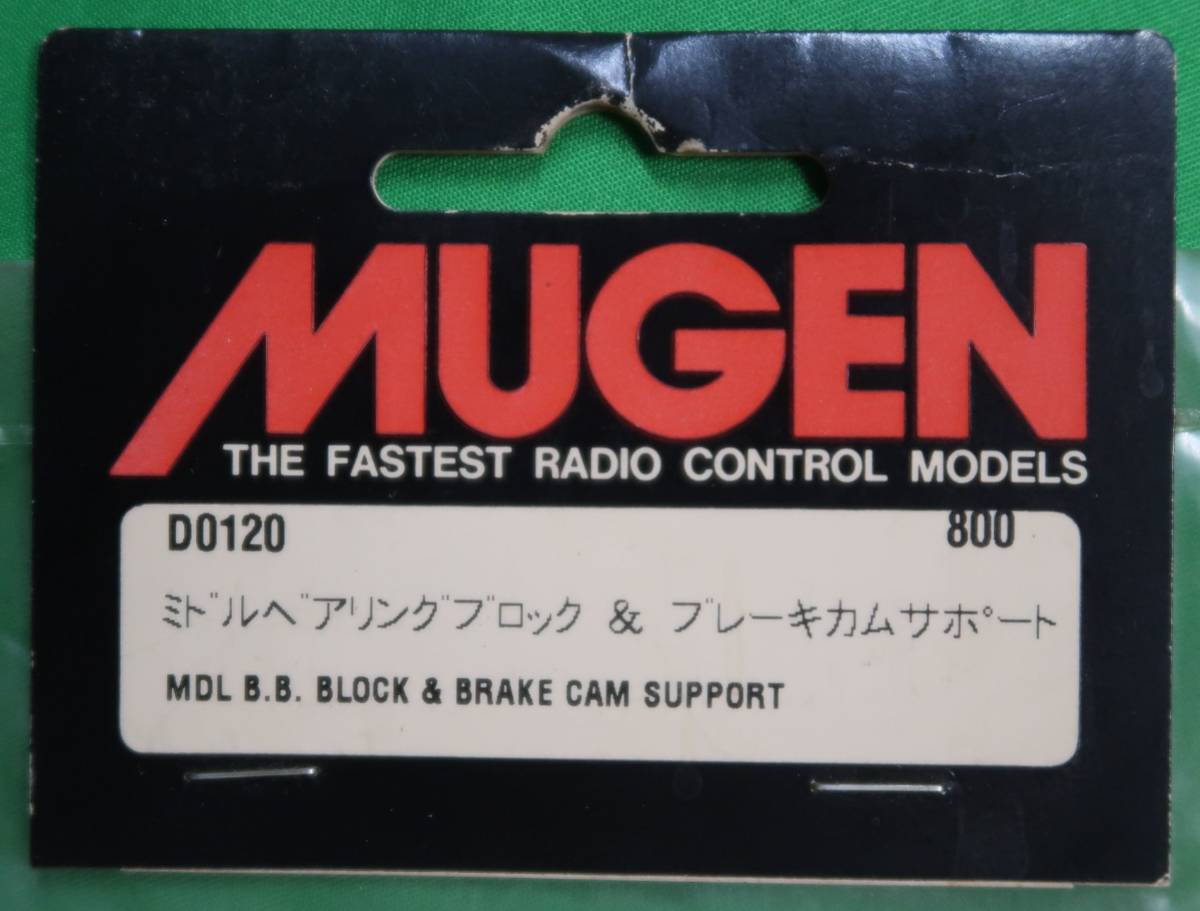 MUGEN
THE FASTEST RADIO CONTROL MODELS
D0120 800
ミドルベアリングブロック & ブレーキカムサポート
MDL B.B. BLOCK & BRAKE CAM SUPPORT